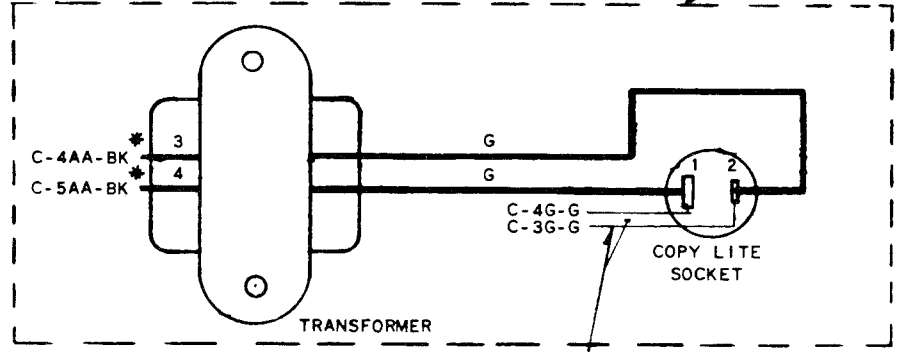 * 3 G
C-4AA-BK
* 4 G 1 2
C-5AA-BK
C-4G-G
C-3G-G
COPY LITE
SOCKET
TRANSFORMER